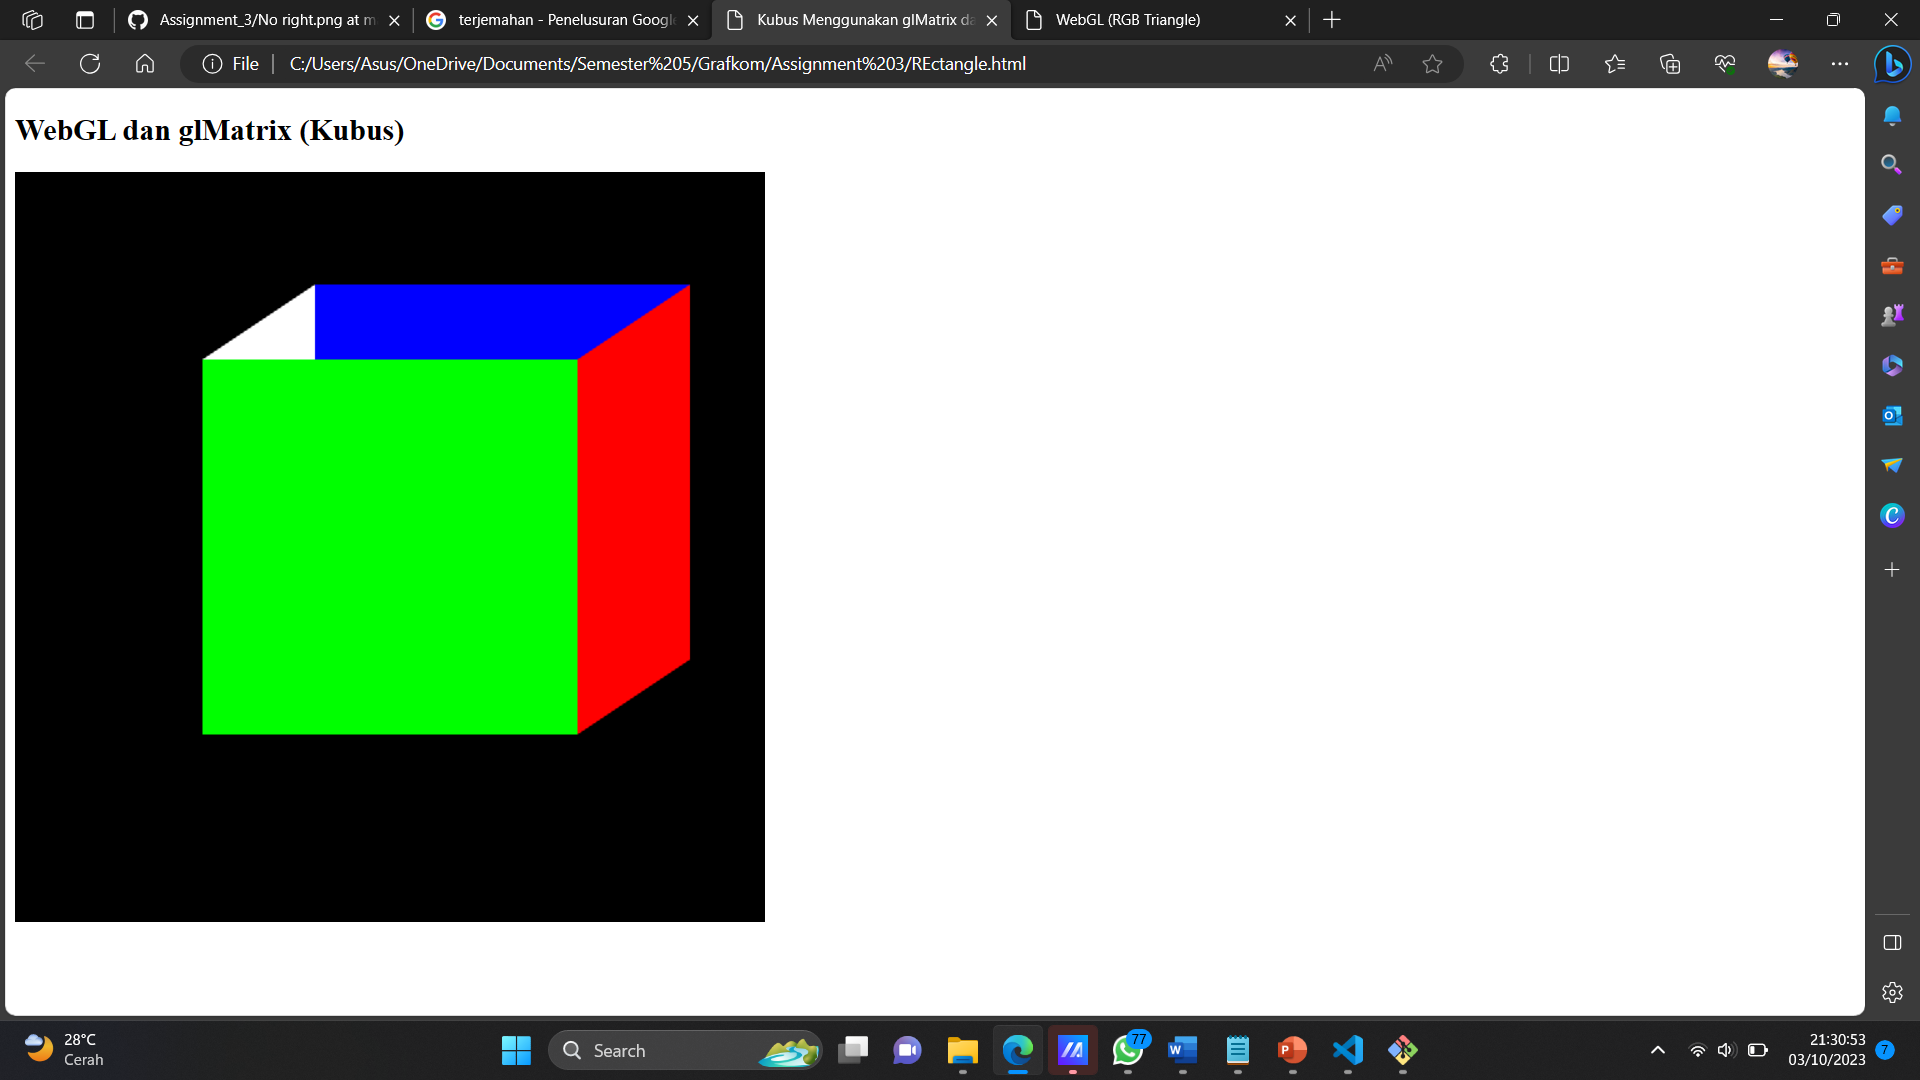 Assignment_3/No right.png at m
terjemahan - Penelusuran Google
Kubus Menggunakan glMatrix da
WebGL (RGB Triangle)
File
C:/Users/Asus/OneDrive/Documents/Semester%205/Grafkom/Assignment%203/REctangle.html
WebGL dan glMatrix (Kubus)
28°C
Cerah
Search
77
21:30:53
03/10/2023
7